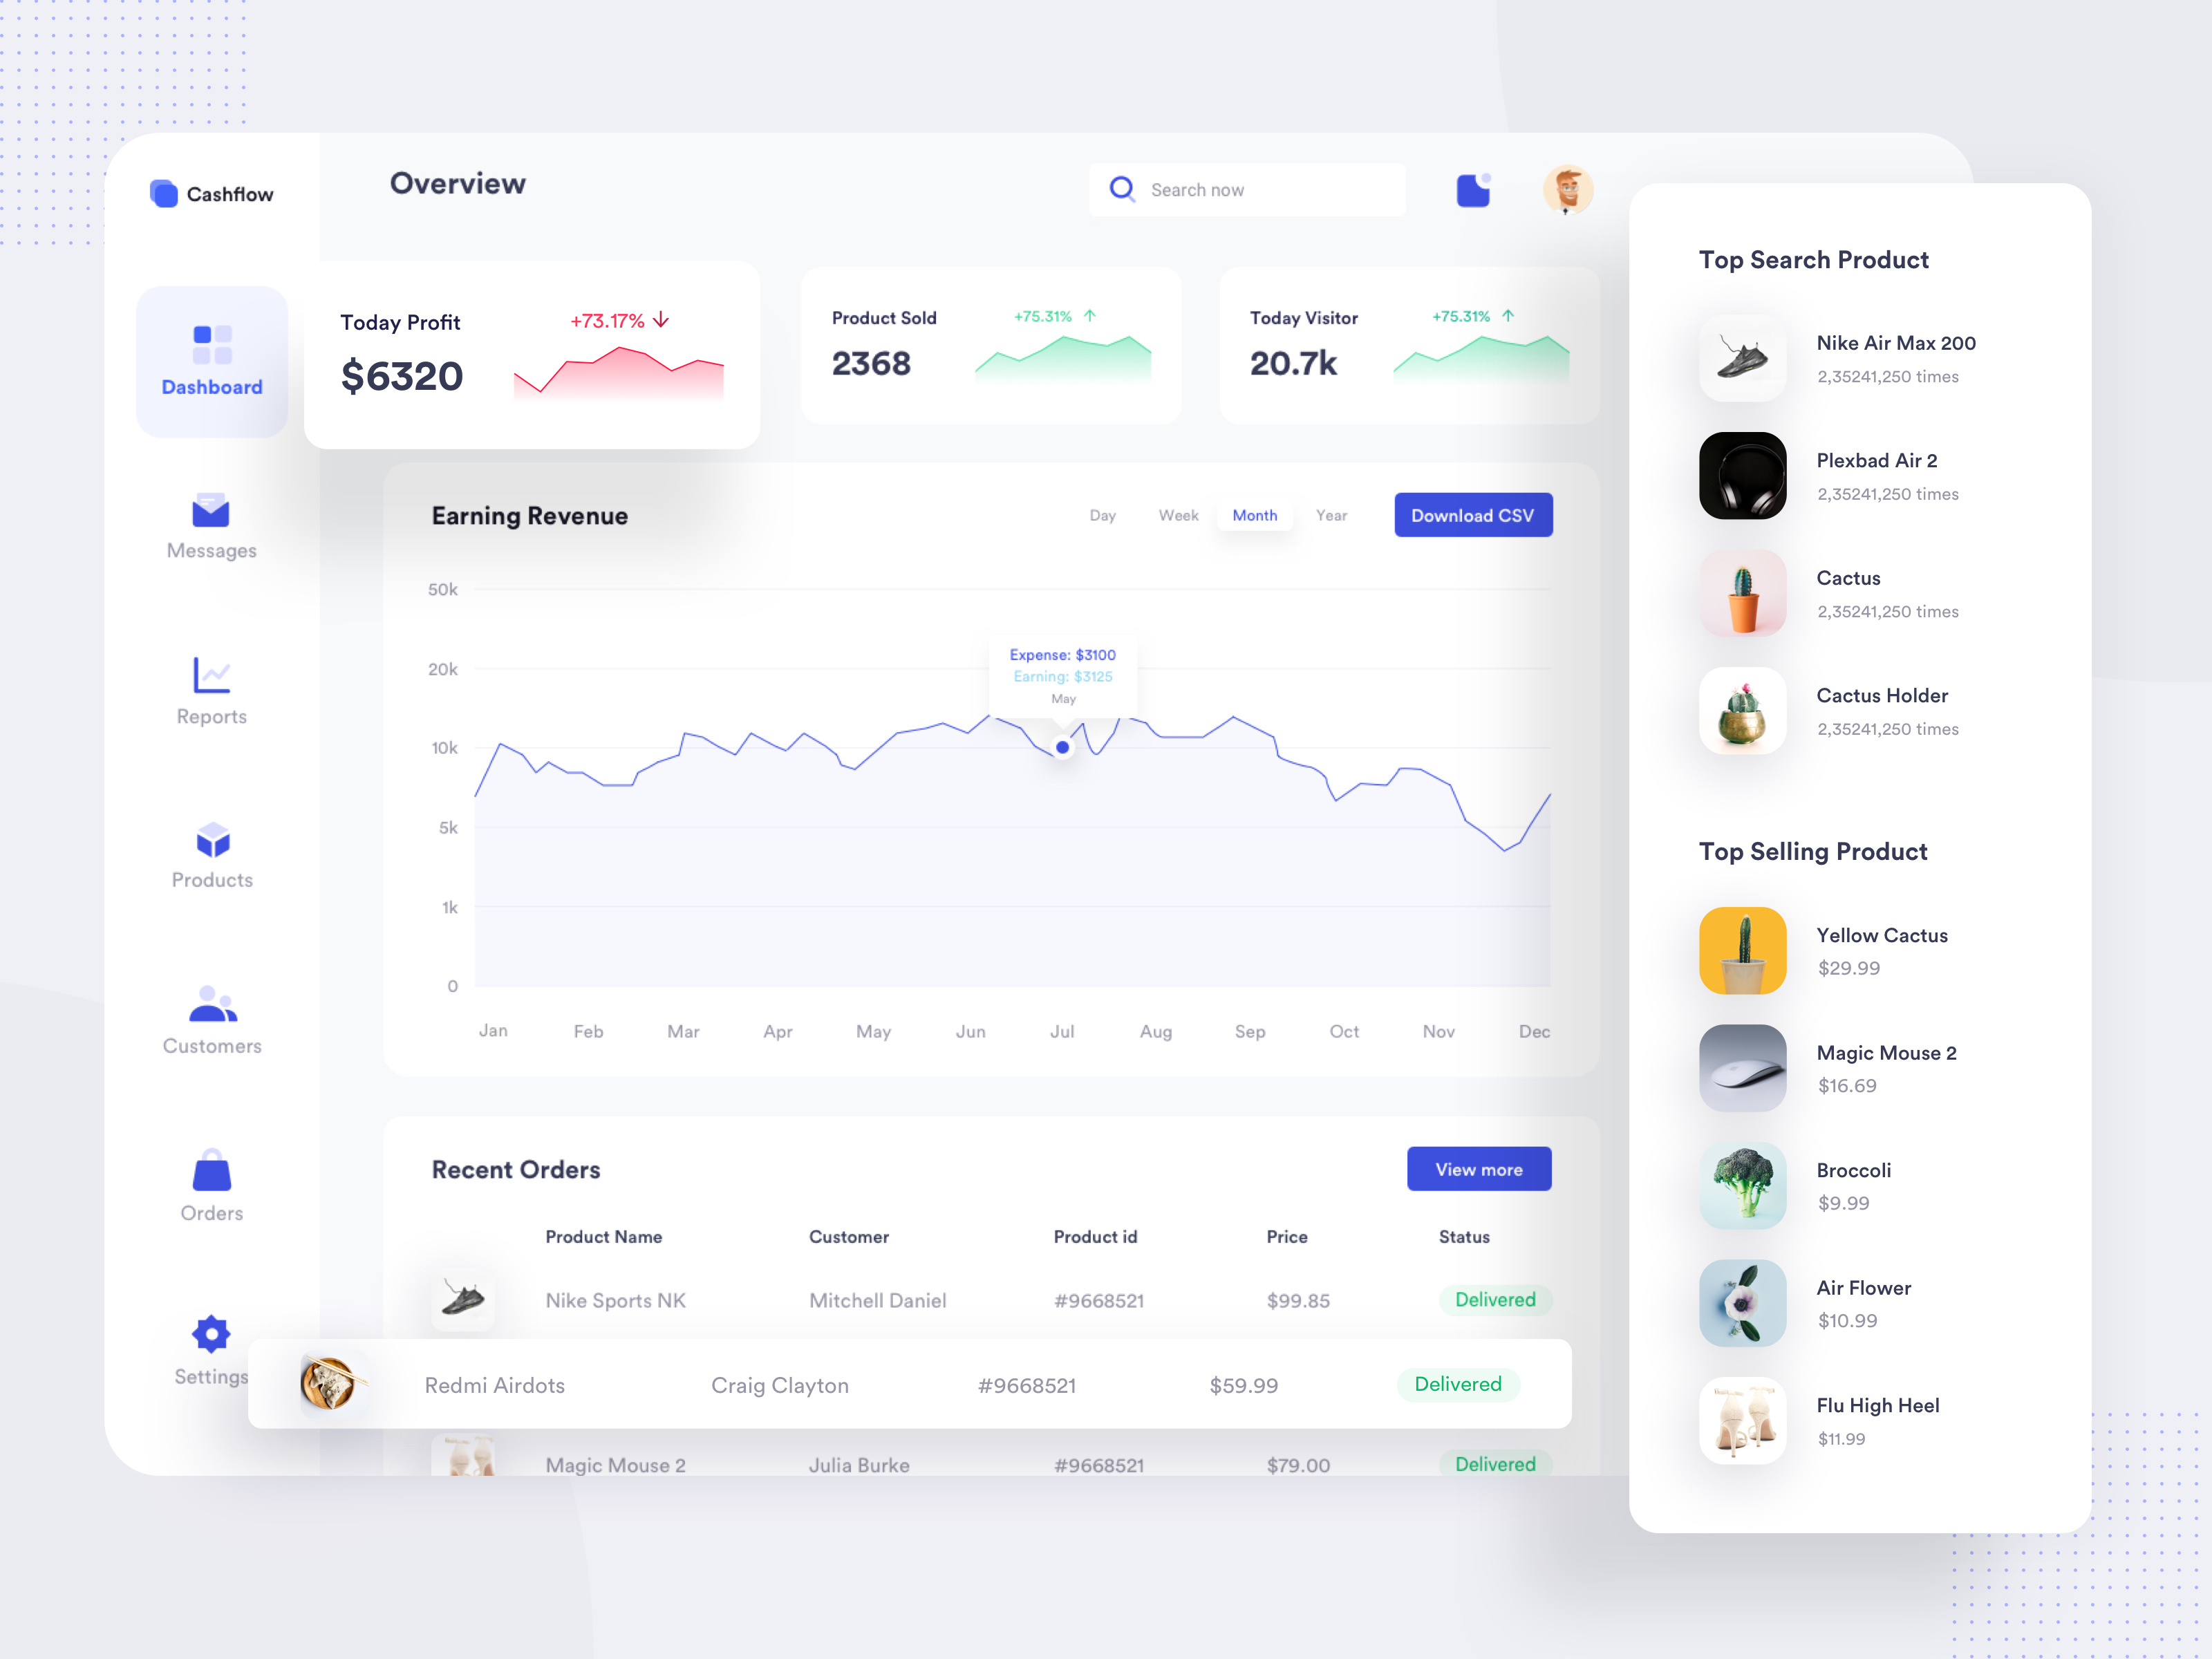 Cashflow
Overview
Search now
Dashboard
Messages
Reports
Products
Customers
Orders
Settings
Today Profit
+73.17%
$6320
Product Sold
+75.31%
2368
Today Visitor
+75.31%
20.7k
Earning Revenue
Day Week Month Year
Download CSV
50k
20k
10k
5k
1k
0
Expense: $3100
Earning: $3125
May
Jan Feb Mar Apr May Jun Jul Aug Sep Oct Nov Dec
Recent Orders
View more
Product Name Customer Product id Price Status
Nike Sports NK Mitchell Daniel #9668521 $99.85 Delivered
Redmi Airdots Craig Clayton #9668521 $59.99 Delivered
Magic Mouse 2 Julia Burke #9668521 $79.00 Delivered
Top Search Product
Nike Air Max 200
2,35241,250 times
Plexbad Air 2
2,35241,250 times
Cactus
2,35241,250 times
Cactus Holder
2,35241,250 times
Top Selling Product
Yellow Cactus
$29.99
Magic Mouse 2
$16.69
Broccoli
$9.99
Air Flower
$10.99
Flu High Heel
$11.99